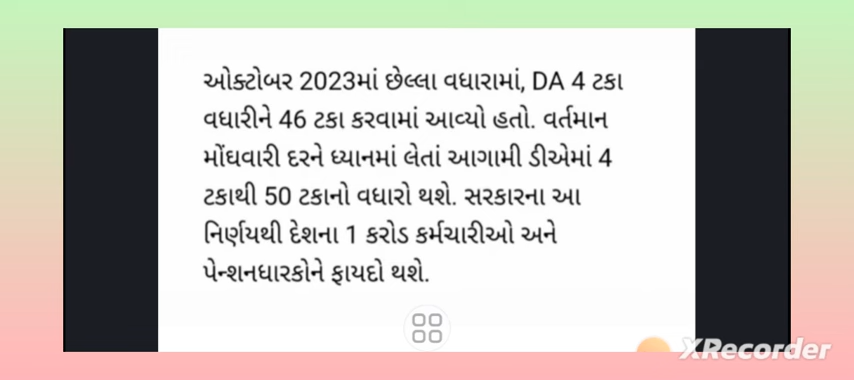 ઓક્ટોબર 2023માં છેલ્લા વધારામાં, DA 4 ટકા
વધારીને 46 ટકા કરવામાં આવ્યો હતો. વર્તમાન
મોંઘવારી દરને ધ્યાનમાં લેતાં આગામી ડીએમાં 4
ટકાથી 50 ટકાનો વધારો થશે. સરકારના આ
નિર્ણયથી દેશના 1 કરોડ કર્મચારીઓ અને
પેન્શનધારકોને ફાયદો થશે.
XRecorder